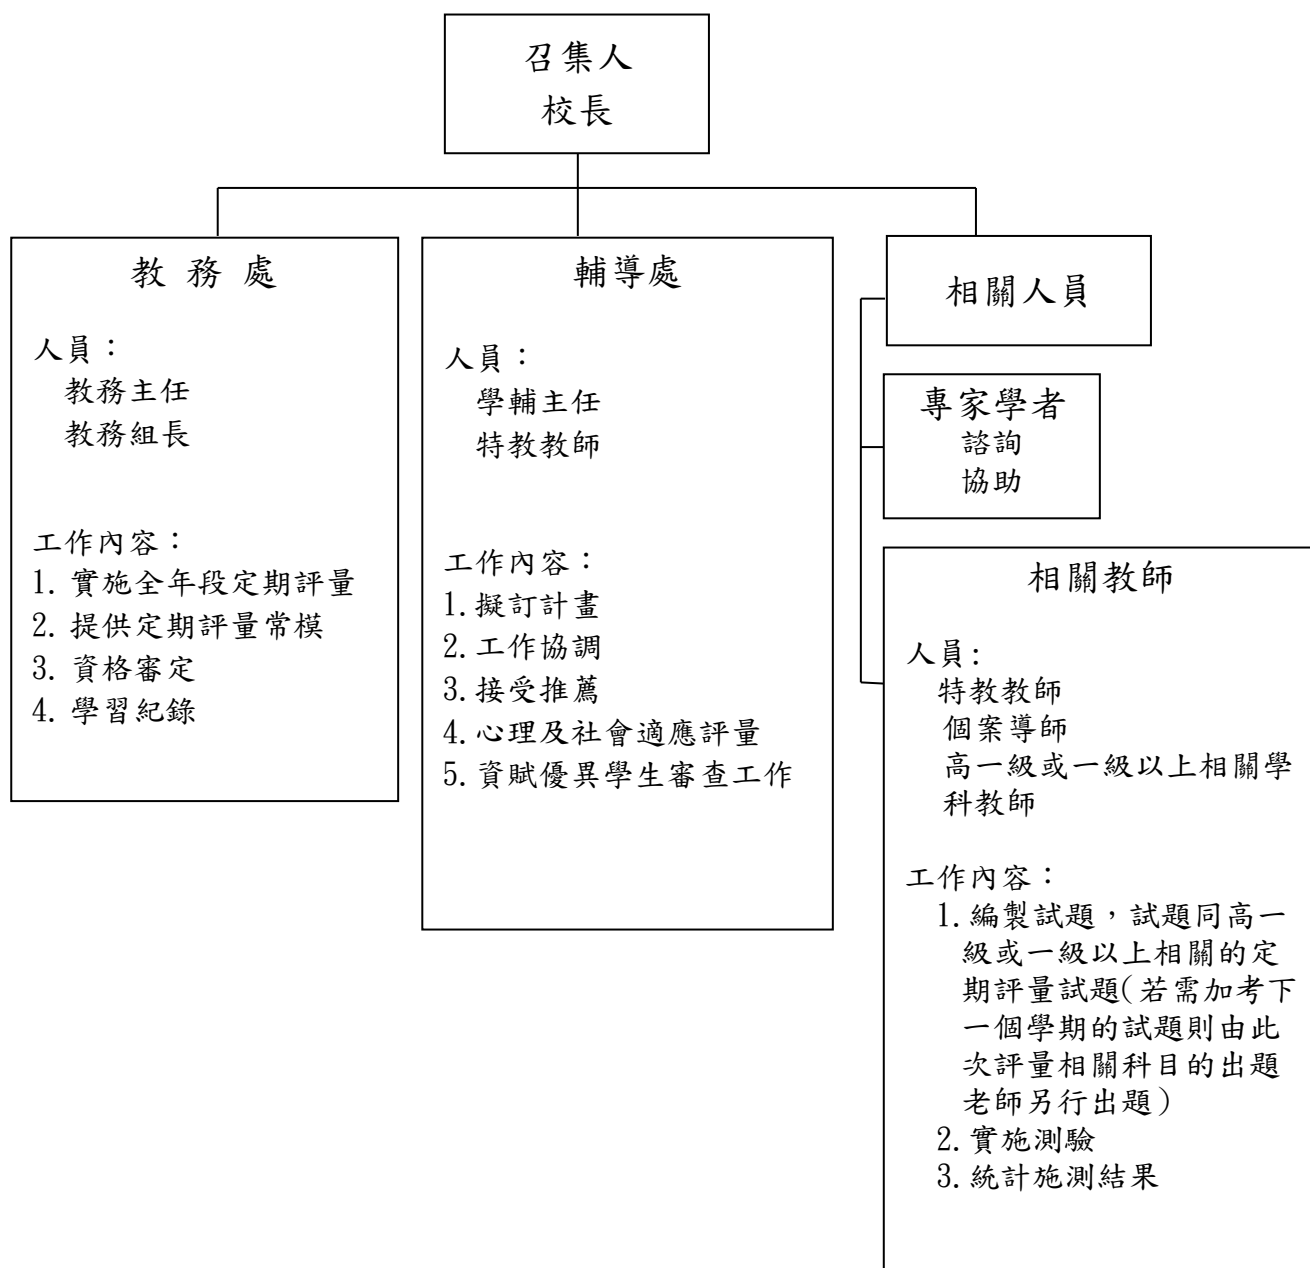 召集人
校長
教 務 處
人員：
教務主任
教務組長
工作內容：
1. 實施全年段定期評量
2. 提供定期評量常模
3. 資格審定
4. 學習紀錄
輔導處
人員：
學輔主任
特教教師
工作內容：
1. 擬訂計畫
2. 工作協調
3. 接受推薦
4. 心理及社會適應評量
5. 資賦優異學生審查工作
相關人員
專家學者
諮詢
協助
相關教師
人員:
特教教師
個案導師
高一級或一級以上相關學
科教師
工作內容：
1. 編製試題，試題同高一
級或一級以上相關的定
期評量試題(若需加考下
一個學期的試題則由此
次評量相關科目的出題
老師另行出題)
2. 實施測驗
3. 統計施測結果